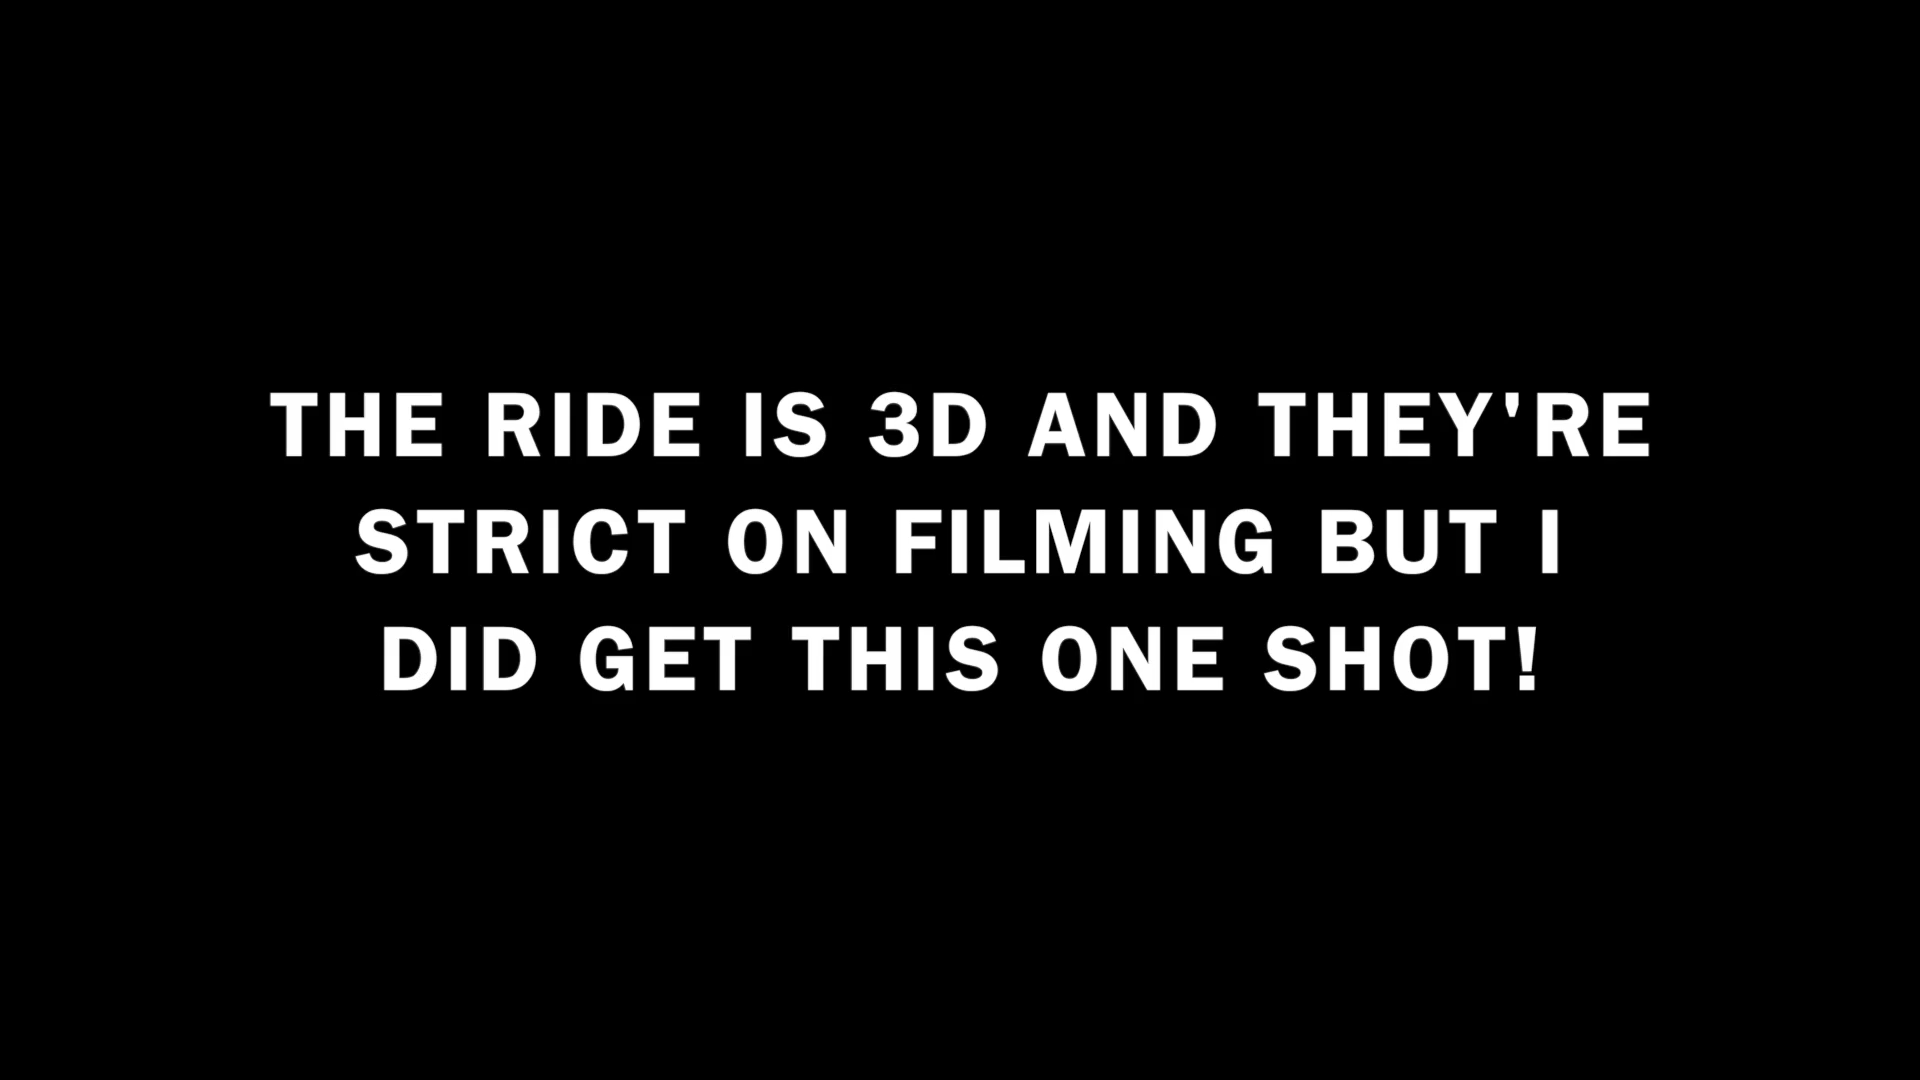 THE RIDE IS 3D AND THEY'RE
STRICT ON FILMING BUT I
DID GET THIS ONE SHOT!